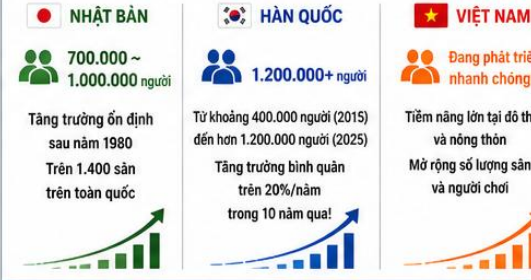 NHẬT BẢN
700.000 ~
1.000.000 người
Tăng trưởng ổn định
sau năm 1980
Trên 1.400 sân
trên toàn quốc
HÀN QUỐC
1.200.000+ người
Từ khoảng 400.000 người (2015)
đến hơn 1.200.000 người (2025)
Tăng trưởng bình quân
trên 20%/năm
trong 10 năm qua!
VIỆT NAM
Đang phát triể
nhanh chóng
Tiềm năng lớn tại đô th
và nông thôn
Mở rộng số lượng sân
và người chơi